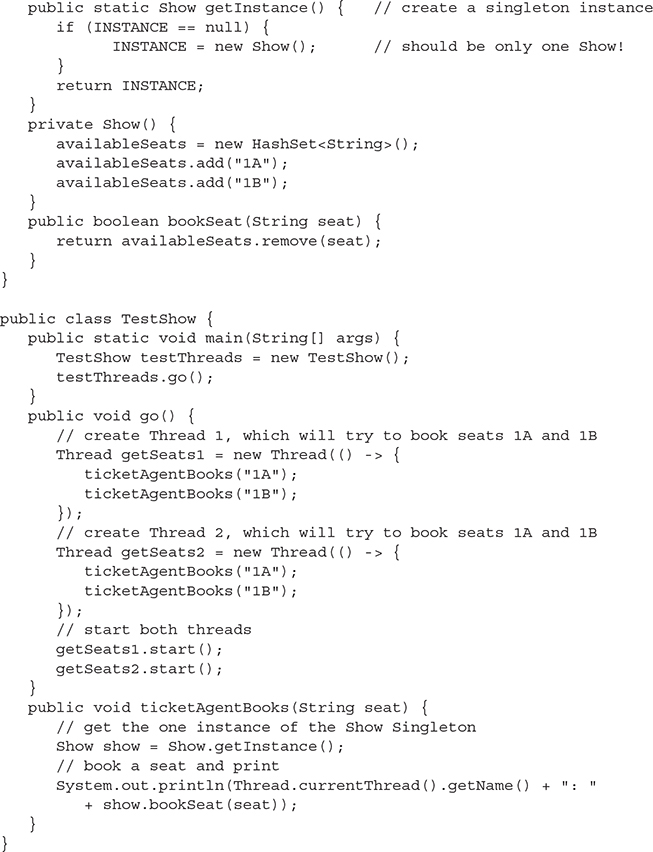 public static Show getInstance() {   // create a singleton instance
   if (INSTANCE == null) {
         INSTANCE = new Show();      // should be only one Show!
   }
   return INSTANCE;
}
private Show() {
   availableSeats = new HashSet<String>();
   availableSeats.add("1A");
   availableSeats.add("1B");
}
public boolean bookSeat(String seat) {
   return availableSeats.remove(seat);
   }
}

public class TestShow {
   public static void main(String[] args) {
      TestShow testThreads = new TestShow();
      testThreads.go();
   }
   public void go() {
      // create Thread 1, which will try to book seats 1A and 1B
      Thread getSeats1 = new Thread(() -> {
         ticketAgentBooks("1A");
         ticketAgentBooks("1B");
      });
      // create Thread 2, which will try to book seats 1A and 1B
      Thread getSeats2 = new Thread(() -> {
         ticketAgentBooks("1A");
         ticketAgentBooks("1B");
      });
      // start both threads
      getSeats1.start();
      getSeats2.start();
   }
   public void ticketAgentBooks(String seat) {
      // get the one instance of the Show Singleton
      Show show = Show.getInstance();
      // book a seat and print
      System.out.println(Thread.currentThread().getName() + ": "
         + show.bookSeat(seat));
   }
}